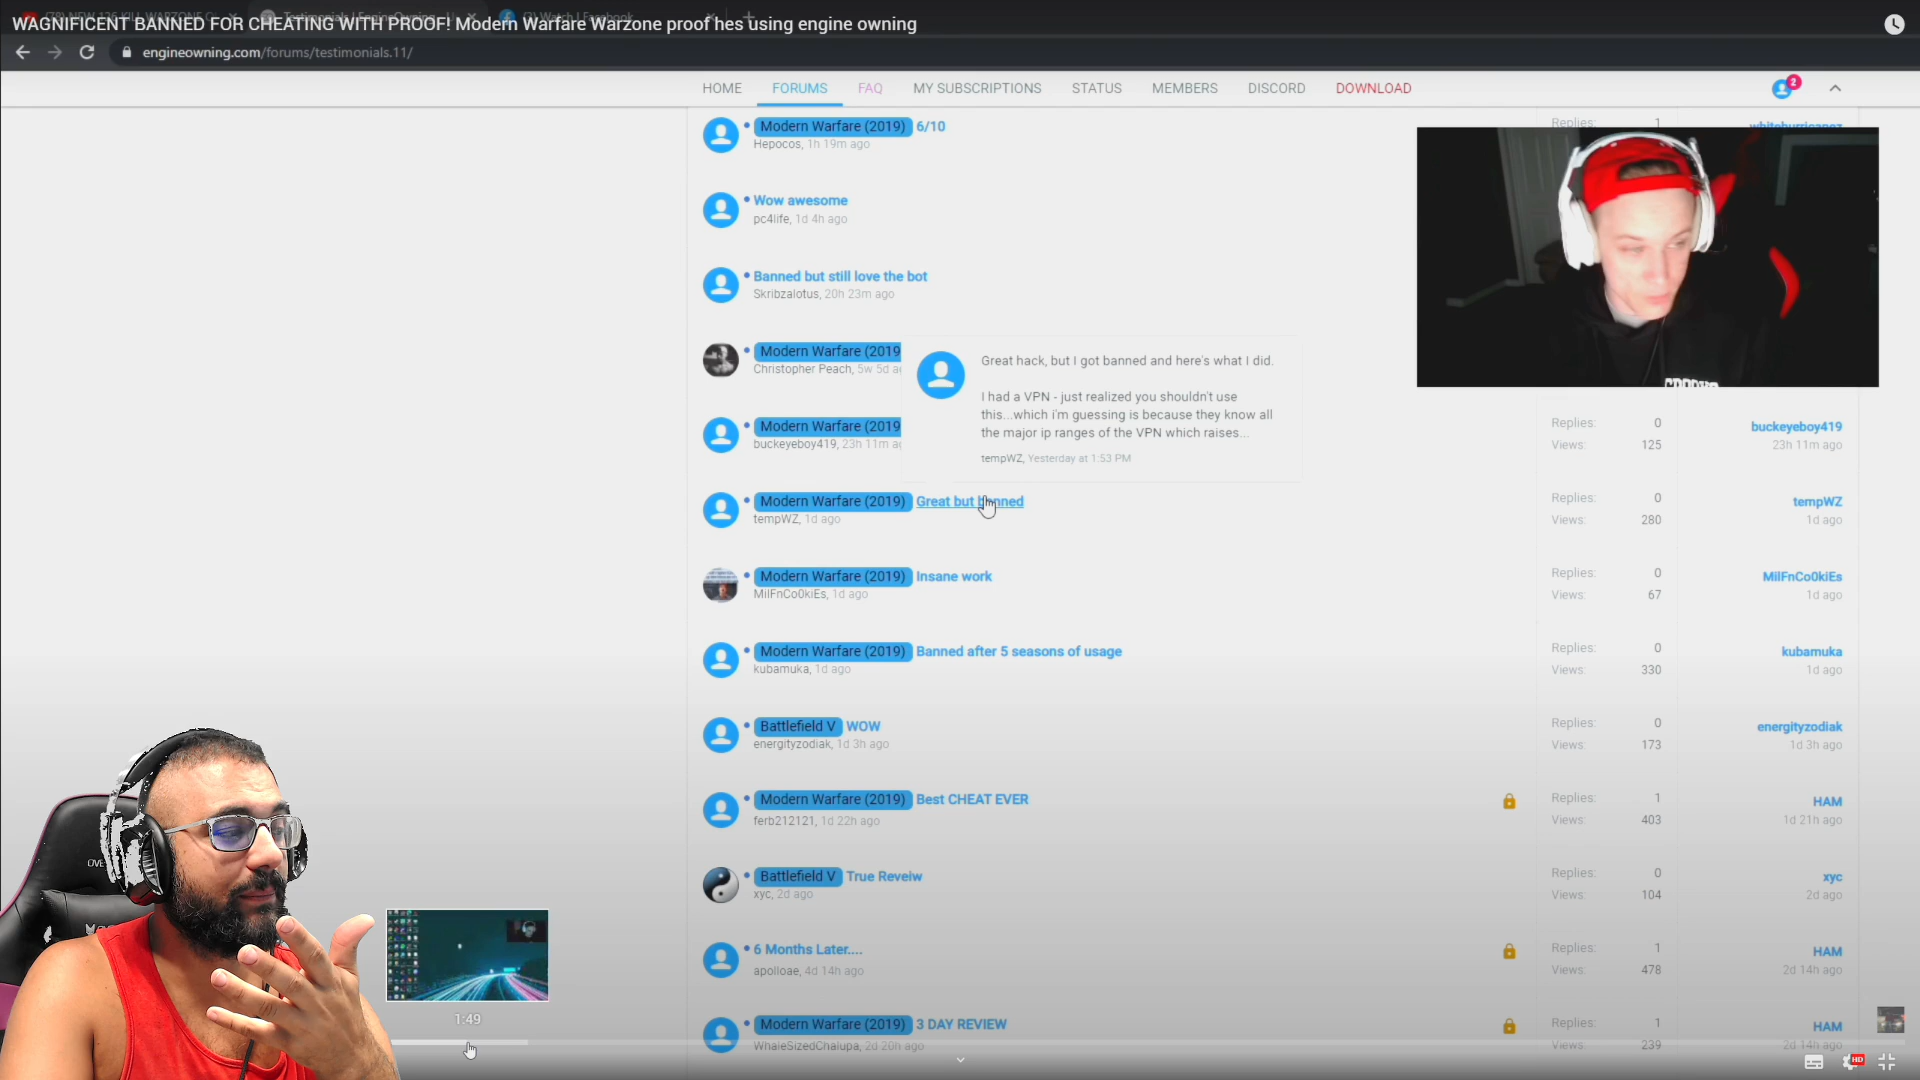 WAGNIFICENT BANNED FOR CHEATING WITH PROOF! Modern Warfare Warzone proof hes using engine owning
engineowning.com/forums/testimonials.11/
HOME FORUMS FAQ MY SUBSCRIPTIONS STATUS MEMBERS DISCORD DOWNLOAD
2
Modern Warfare (2019) 6/10
Hepocos, 1h 19m ago
Replies: 1
Wow awesome
pc4life, 1d 4h ago
Banned but still love the bot
Skribzalotus, 20h 23m ago
Modern Warfare (2019
Christopher Peach, 5w 5d
Great hack, but I got banned and here's what I did.
I had a VPN - just realized you shouldn't use
this...which i'm guessing is because they know all
the major ip ranges of the VPN which raises...
tempWZ, Yesterday at 1:53 PM
Modern Warfare (2019
buckeyeboy419, 23h 11m
Replies: 0 buckeyeboy419
Views: 125 23h 11m ago
Modern Warfare (2019) Great but banned
tempWZ, 1d ago
Replies: 0 tempWZ
Views: 280 1d ago
Modern Warfare (2019) Insane work
MilFnCo0kiEs, 1d ago
Replies: 0 MilFnCo0kiEs
Views: 67 1d ago
Modern Warfare (2019) Banned after 5 seasons of usage
kubamuka, 1d ago
Replies: 0 kubamuka
Views: 330 1d ago
Battlefield V WOW
energityzodiak, 1d 3h ago
Replies: 0 energityzodiak
Views: 173 1d 3h ago
Modern Warfare (2019) Best CHEAT EVER
ferb212121, 1d 22h ago
Replies: 1 HAM
Views: 403 1d 21h ago
Battlefield V True Reveiw
xyc, 2d ago
Replies: 0 xyc
Views: 104 2d ago
6 Months Later....
apolloae, 4d 14h ago
Replies: 1 HAM
Views: 478 2d 14h ago
Modern Warfare (2019) 3 DAY REVIEW
WhaleSizedChalupa, 2d 20h ago
Replies: 1 HAM
Views: 239 2d 14h ago
1:49
HD